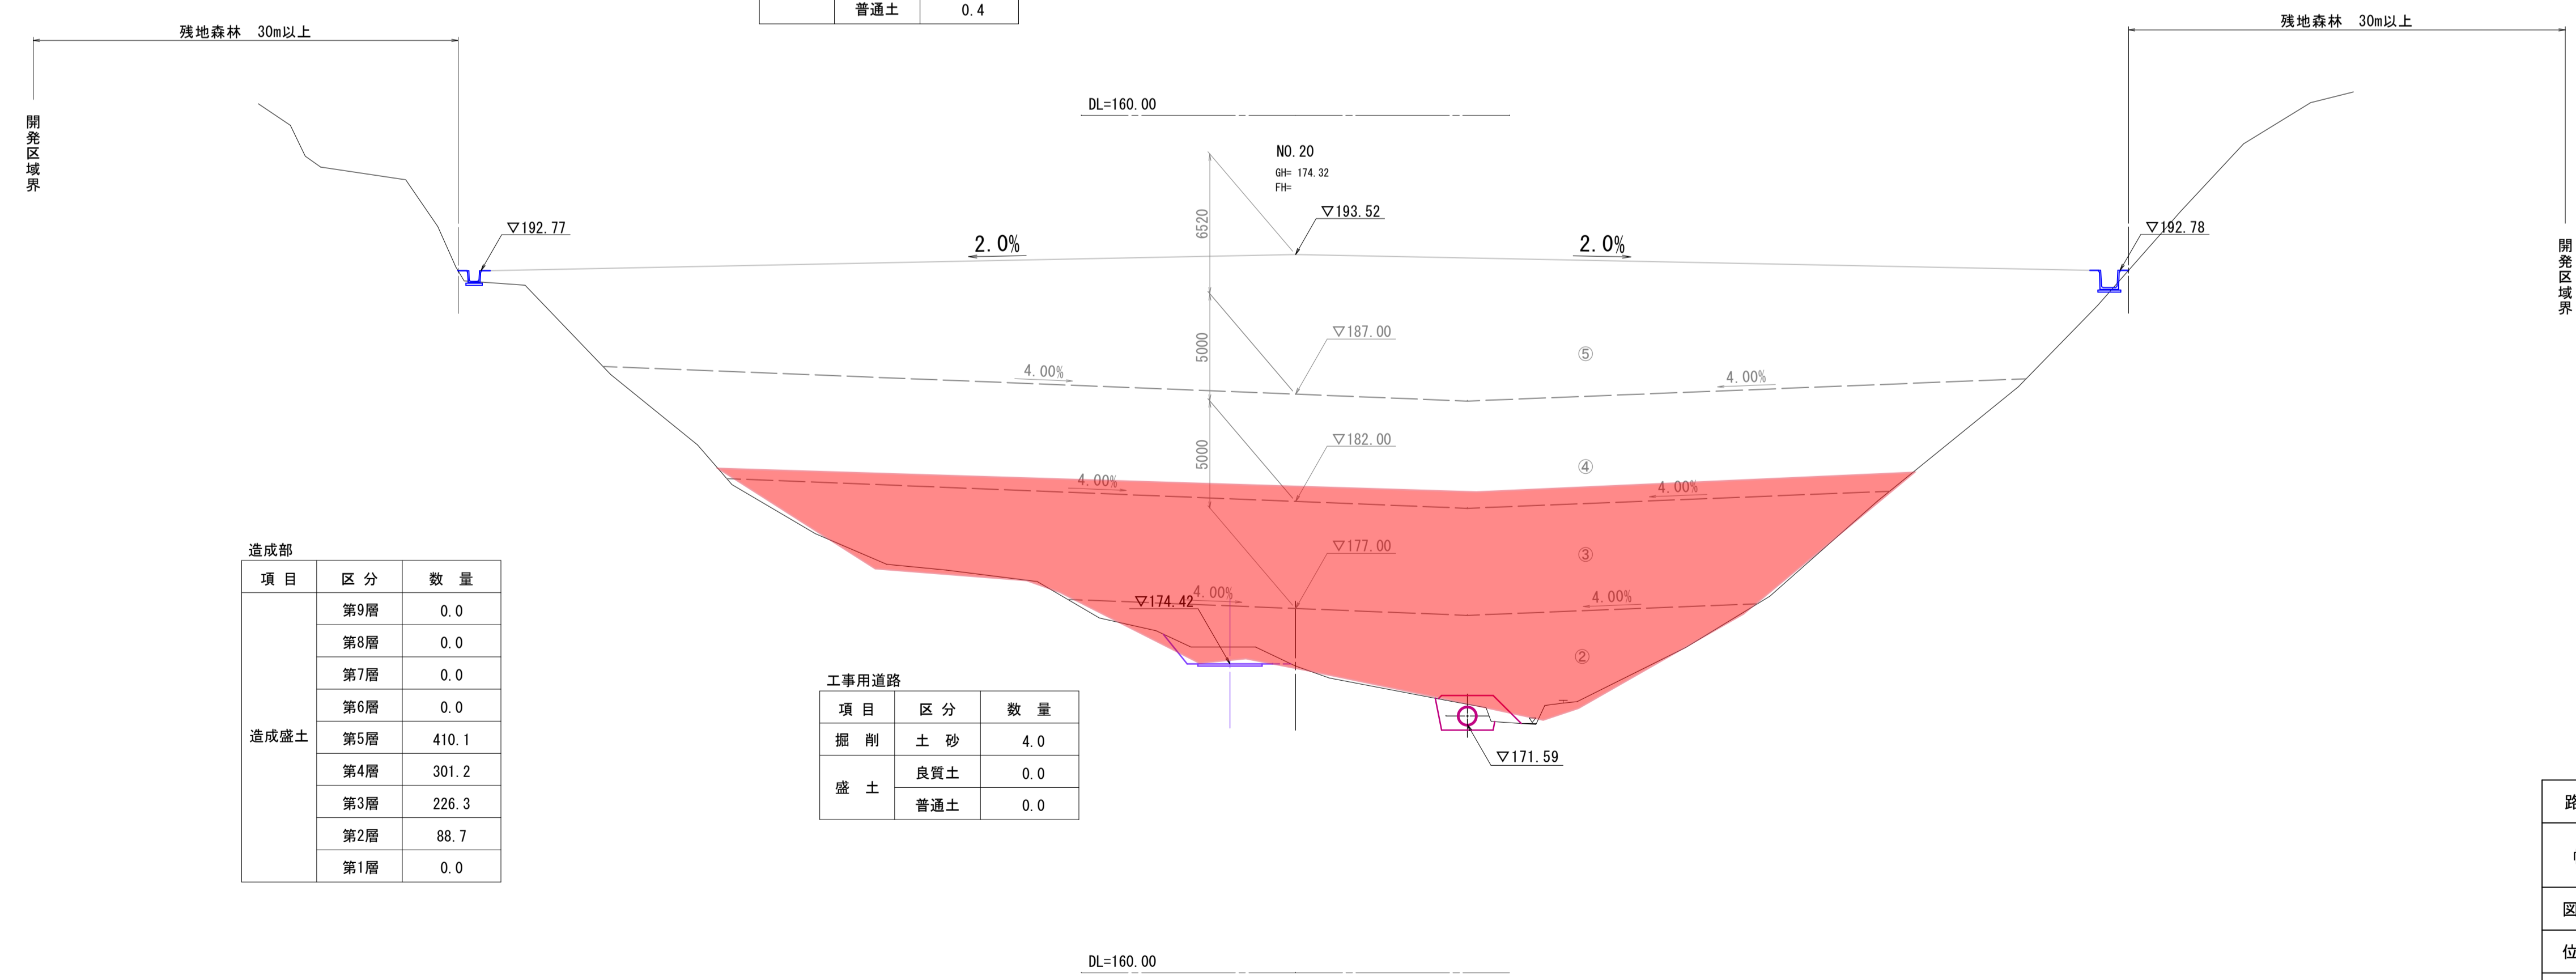 普通土 0.4
残地森林 30m以上
残地森林 30m以上
開発区域界
開発区域界
DL=160.00
NO.20
GH= 174.32
FH=
▽193.52
▽192.77
▽192.78
2.0%
2.0%
6520
▽187.00
5000
⑤
4.00%
4.00%
▽182.00
5000
④
4.00%
4.00%
▽177.00
③
4.00%
4.00%
▽174.42
②
▽171.59
造成部
項 目 区 分 数 量
造成盛土
第9層 0.0
第8層 0.0
第7層 0.0
第6層 0.0
第5層 410.1
第4層 301.2
第3層 226.3
第2層 88.7
第1層 0.0
工事用道路
項 目 区 分 数 量
掘 削 土 砂 4.0
盛 土 良質土 0.0
普通土 0.0
DL=160.00
図
位